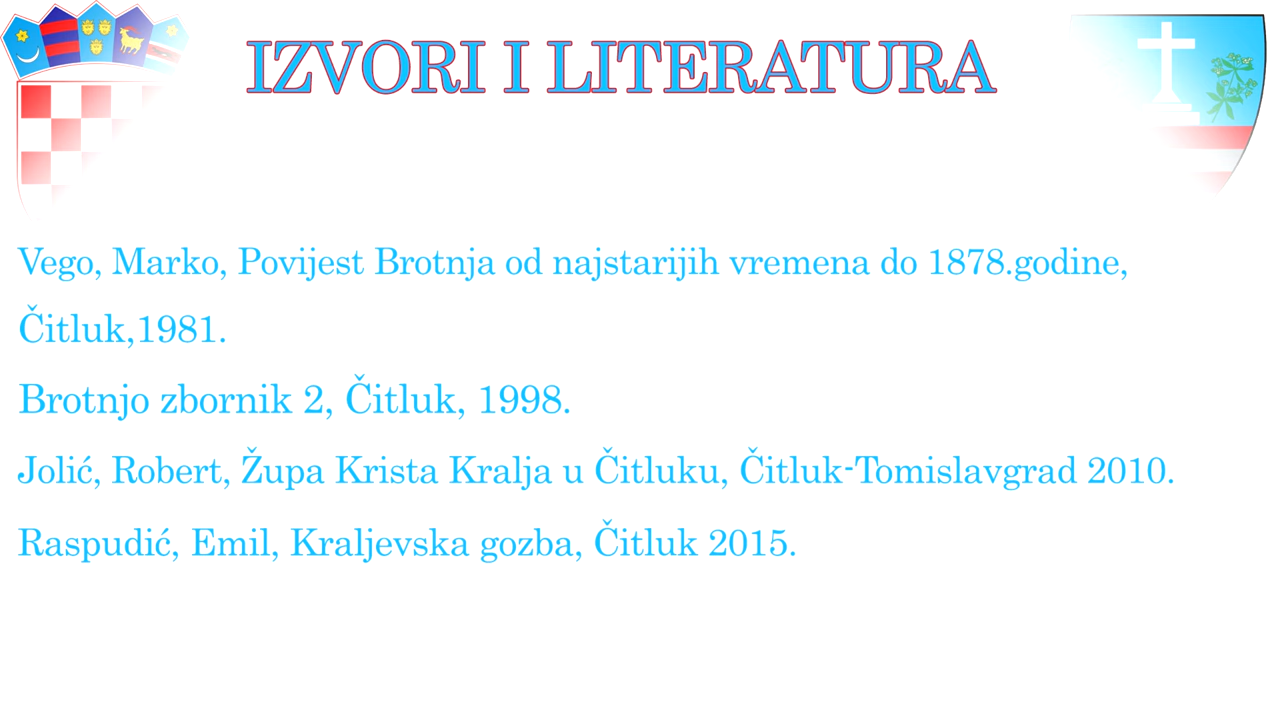 IZVORI I LITERATURA
Vego, Marko, Povijest Brotnja od najstarijih vremena do 1878.godine,
Čitluk,1981.
Brotnjo zbornik 2, Čitluk, 1998.
Jolić, Robert, Župa Krista Kralja u Čitluku, Čitluk-Tomislavgrad 2010.
Raspudić, Emil, Kraljevska gozba, Čitluk 2015.